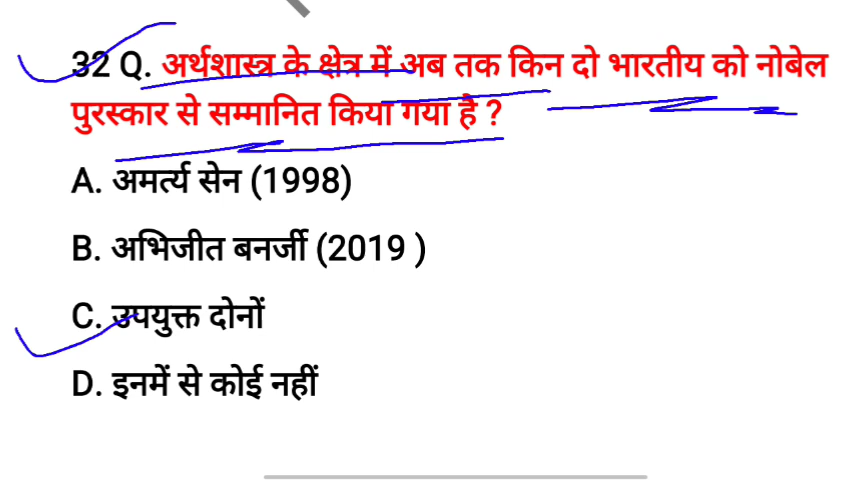 32 Q. अर्थशास्त्र के क्षेत्र में अब तक किन दो भारतीय को नोबेल
पुरस्कार से सम्मानित किया गया है ?
A. अमर्त्य सेन (1998)
B. अभिजीत बनर्जी (2019 )
C. उपयुक्त दोनों
D. इनमें से कोई नहीं